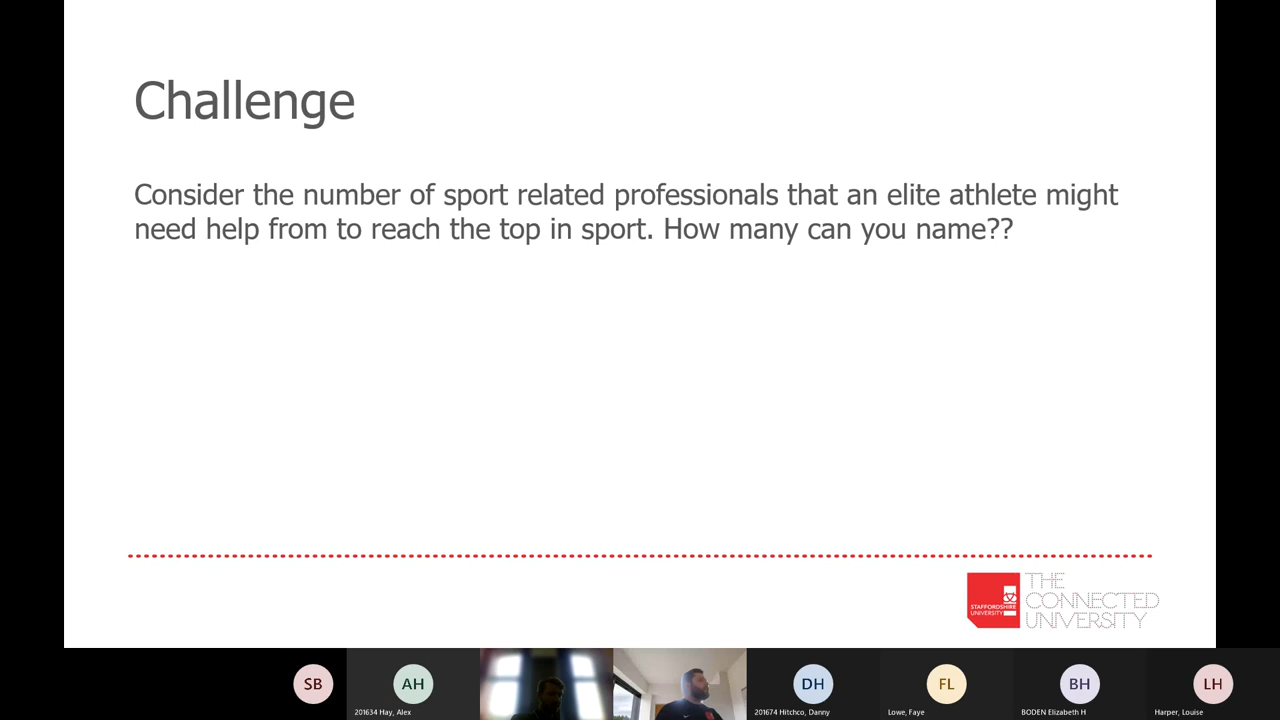 Challenge
Consider the number of sport related professionals that an elite athlete might
need help from to reach the top in sport. How many can you name??
STAFFORDSHIRE
UNIVERSITY
THE
CONNECTED
UNIVERSITY
SB
AH
DH
FL
BH
LH
201634 Hay, Alex
201674 Hitchco, Danny
Lowe, Faye
BODEN Elizabeth H
Harper, Louise